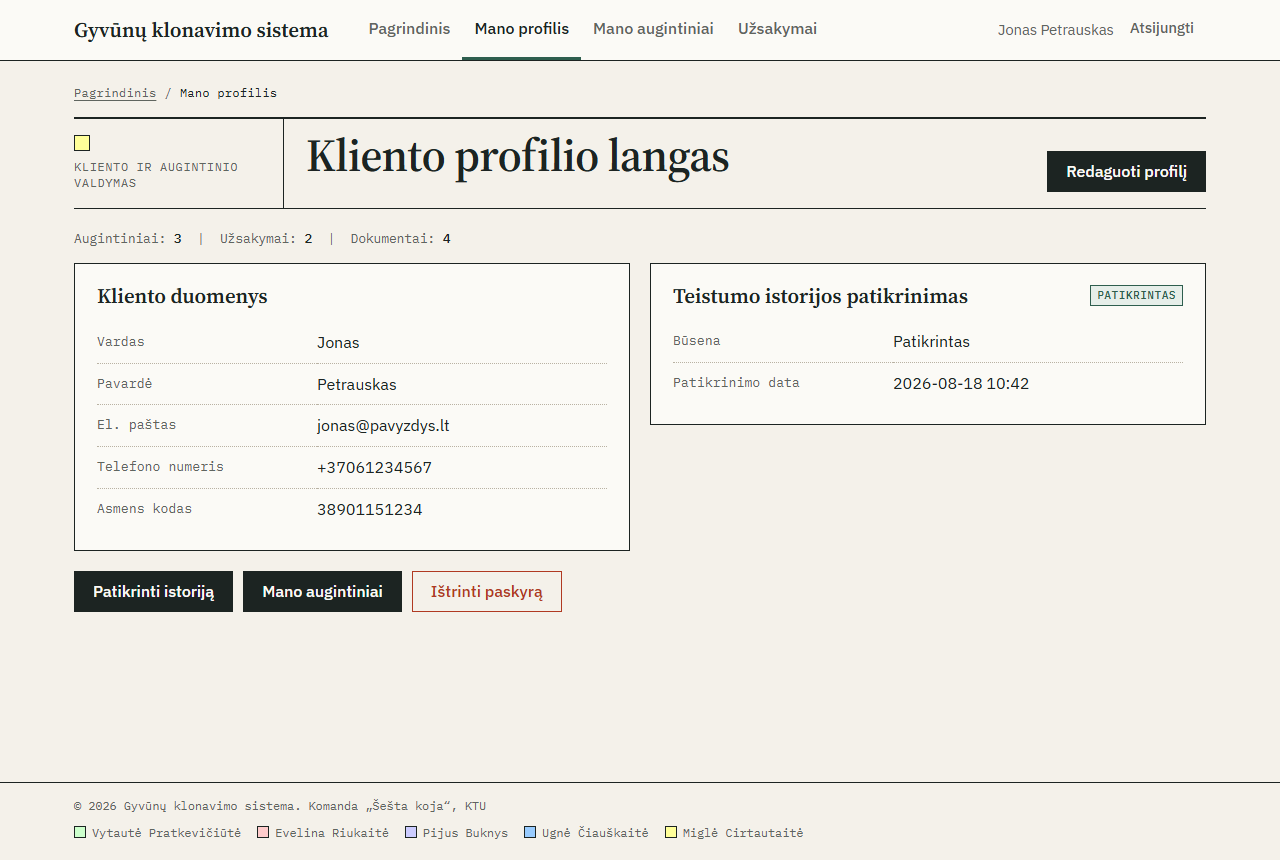 Gyvūnų klonavimo sistema Pagrindinis Mano profilis Mano augintiniai Užsakymai Jonas Petrauskas Atsijungti
Pagrindinis / Mano profilis
KLIENTO IR AUGINTINIO
VALDYMAS
Kliento profilio langas
Redaguoti profilį
Augintiniai: 3 | Užsakymai: 2 | Dokumentai: 4
Kliento duomenys
Vardas Jonas
Pavardė Petrauskas
El. paštas jonas@pavyzdys.lt
Telefono numeris +37061234567
Asmens kodas 38901151234
Teistumo istorijos patikrinimas PATIKRINTAS
Būsena Patikrintas
Patikrinimo data 2026-08-18 10:42
Patikrinti istoriją Mano augintiniai Ištrinti paskyrą
© 2026 Gyvūnų klonavimo sistema. Komanda „Šešta koja“, KTU
Vytautė Pratkevičiūtė Evelina Riukaitė Pijus Buknys Ugnė Čiauškaitė Miglė Cirtautaitė